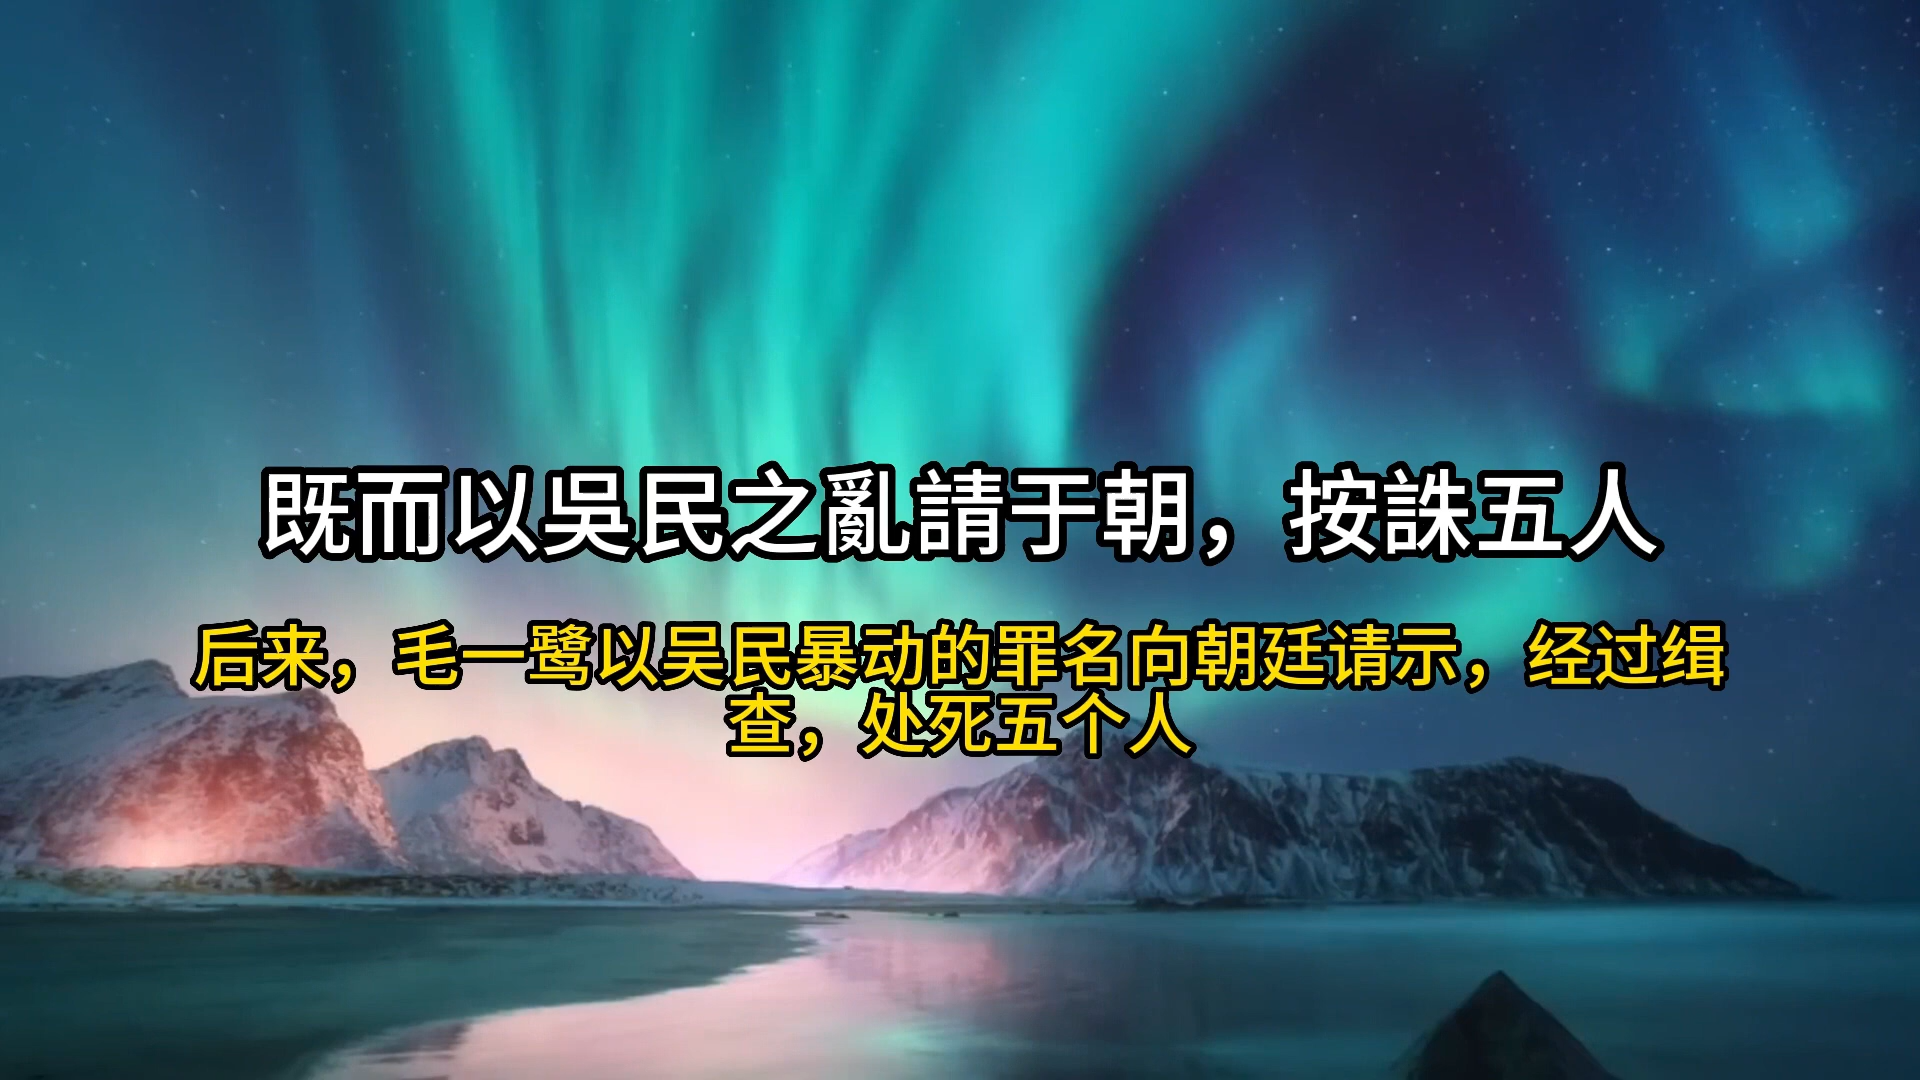 既而以吳民之亂請于朝，按誅五人
后来，毛一鹭以吴民暴动的罪名向朝廷请示，经过缉
查，处死五个人